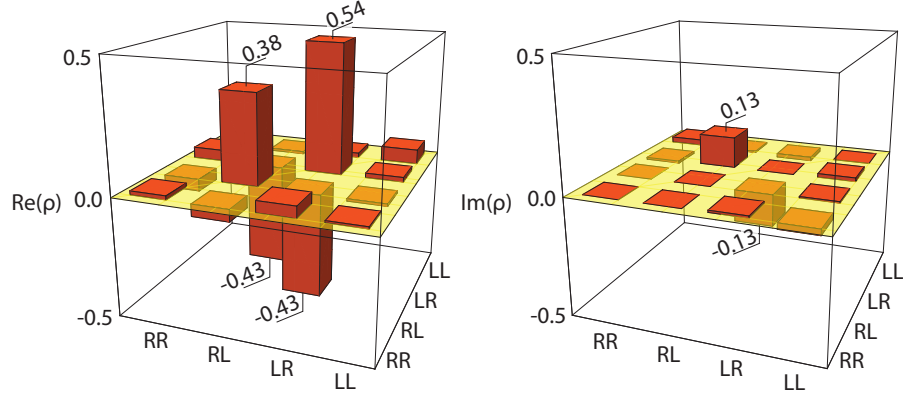 0.54
0.38
0.5
Re(ρ)
0.0
-0.5
-0.43
-0.43
RR
RL
LR
LL
RR
RL
LR
LL
0.5
0.13
Im(ρ)
0.0
-0.5
-0.13
RR
RL
LR
LL
RR
RL
LR
LL